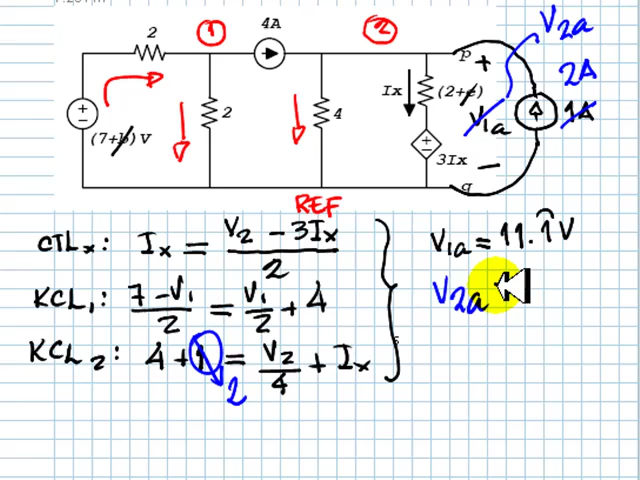 V2a
2 ① 4A ②
p + 2A
Ix (2+c) 1A
2 4 V1a
(7+b) V
3Ix
REF q −
CTLx: Ix = (V2 − 3Ix)/2
V1a = 11.1̂ V
KCL1: (7 − V1)/2 = V1/2 + 4
V2a
KCL2: 4 + 1 = V2/4 + Ix
2